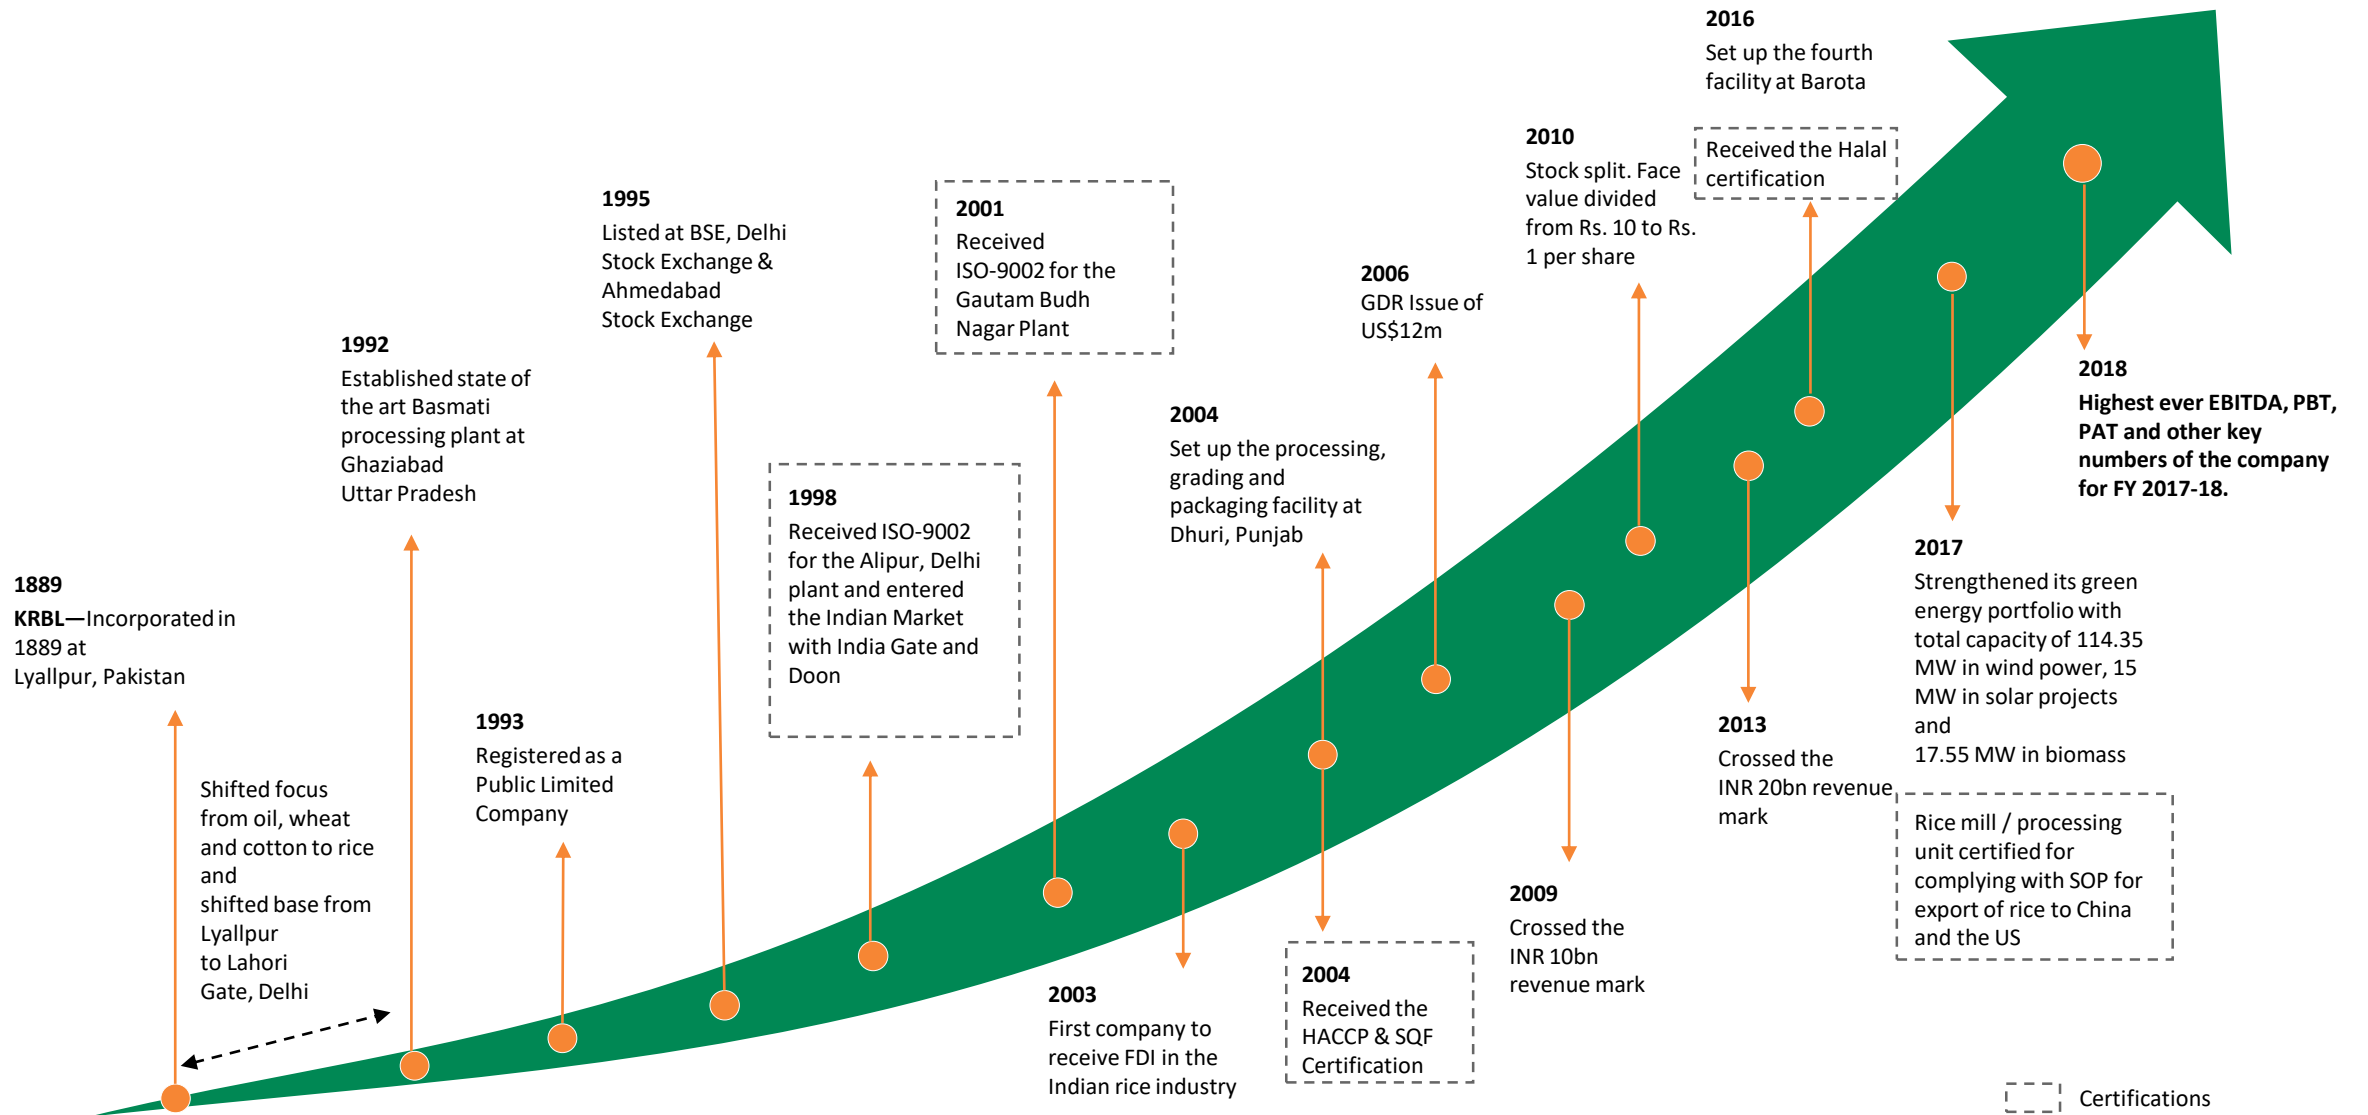 1889
KRBL—Incorporated in
1889 at
Lyallpur, Pakistan
Shifted focus
from oil, wheat
and cotton to rice
and
shifted base from
Lyallpur
to Lahori
Gate, Delhi
1992
Established state of
the art Basmati
processing plant at
Ghaziabad
Uttar Pradesh
1993
Registered as a
Public Limited
Company
1995
Listed at BSE, Delhi
Stock Exchange &
Ahmedabad
Stock Exchange
1998
Received ISO-9002
for the Alipur, Delhi
plant and entered
the Indian Market
with India Gate and
Doon
2001
Received
ISO-9002 for the
Gautam Budh
Nagar Plant
2003
First company to
receive FDI in the
Indian rice industry
2004
Set up the processing,
grading and
packaging facility at
Dhuri, Punjab
2004
Received the
HACCP & SQF
Certification
2006
GDR Issue of
US$12m
2009
Crossed the
INR 10bn
revenue mark
2010
Stock split. Face
value divided
from Rs. 10 to Rs.
1 per share
2013
Crossed the
INR 20bn revenue
mark
2016
Set up the fourth
facility at Barota
Received the Halal
certification
2017
Strengthened its green
energy portfolio with
total capacity of 114.35
MW in wind power, 15
MW in solar projects
and
17.55 MW in biomass
Rice mill / processing
unit certified for
complying with SOP for
export of rice to China
and the US
2018
Highest ever EBITDA, PBT,
PAT and other key
numbers of the company
for FY 2017-18.
Certifications